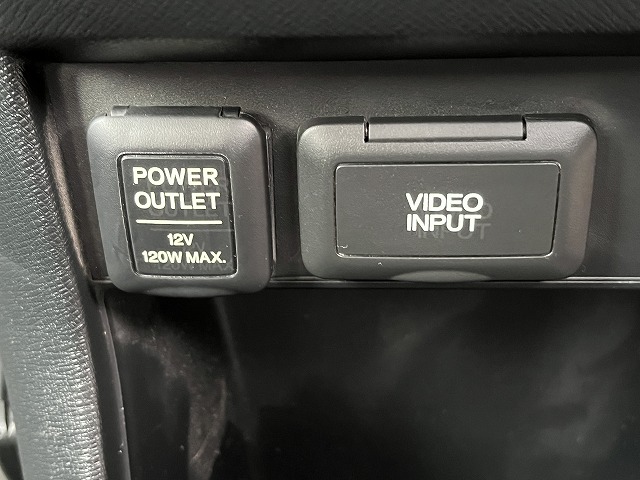 POWER
OUTLET
12V
120W MAX.
VIDEO
INPUT